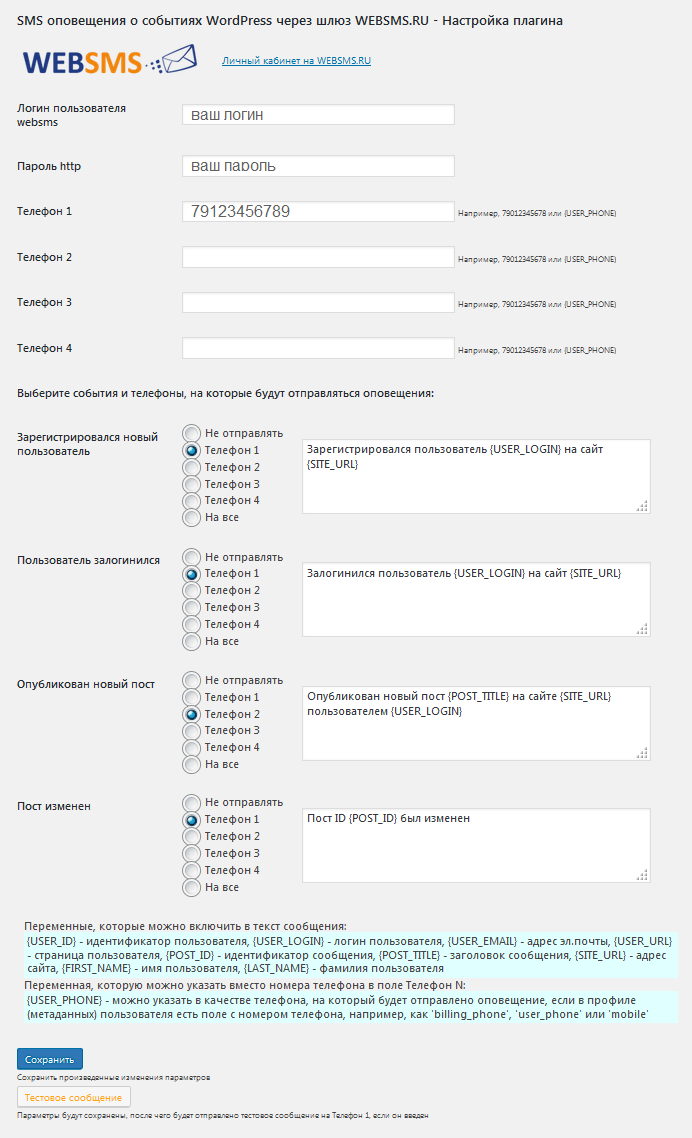 SMS оповещения о событиях WordPress через шлюз WEBSMS.RU - Настройка плагина
WEBSMS
Личный кабинет на WEBSMS.RU
Логин пользователя
websms
ваш логин
Пароль http
ваш пароль
Телефон 1
79123456789
Например, 79012345678 или {USER_PHONE}
Телефон 2
Например, 79012345678 или {USER_PHONE}
Телефон 3
Например, 79012345678 или {USER_PHONE}
Телефон 4
Например, 79012345678 или {USER_PHONE}
Выберите события и телефоны, на которые будут отправляться оповещения:
Зарегистрировался новый
пользователь
Не отправлять
Телефон 1
Телефон 2
Телефон 3
Телефон 4
На все
Зарегистрировался пользователь {USER_LOGIN} на сайт
{SITE_URL}
Пользователь залогинился
Не отправлять
Телефон 1
Телефон 2
Телефон 3
Телефон 4
На все
Залогинился пользователь {USER_LOGIN} на сайт {SITE_URL}
Опубликован новый пост
Не отправлять
Телефон 1
Телефон 2
Телефон 3
Телефон 4
На все
Опубликован новый пост {POST_TITLE} на сайте {SITE_URL}
пользователем {USER_LOGIN}
Пост изменен
Не отправлять
Телефон 1
Телефон 2
Телефон 3
Телефон 4
На все
Пост ID {POST_ID} был изменен
Переменные, которые можно включить в текст сообщения:
{USER_ID} - идентификатор пользователя, {USER_LOGIN} - логин пользователя, {USER_EMAIL} - адрес эл.почты, {USER_URL}
- страница пользователя, {POST_ID} - идентификатор сообщения, {POST_TITLE} - заголовок сообщения, {SITE_URL} - адрес
сайта, {FIRST_NAME} - имя пользователя, {LAST_NAME} - фамилия пользователя
Переменная, которую можно указать вместо номера телефона в поле Телефон N:
{USER_PHONE} - можно указать в качестве телефона, на который будет отправлено оповещение, если в профиле
(метаданных) пользователя есть поле с номером телефона, например, как 'billing_phone', 'user_phone' или 'mobile'
Сохранить
Сохранить произведенные изменения параметров
Тестовое сообщение
Параметры будут сохранены, после чего будет отправлено тестовое сообщение на Телефон 1, если он введен